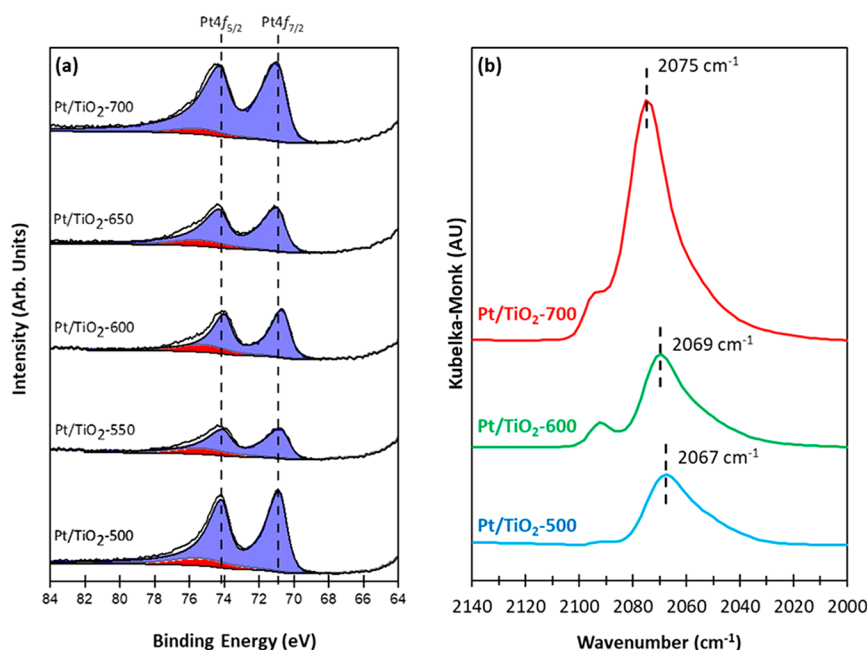 Pt4f5/2 Pt4f7/2
(a)
Pt/TiO2-700
Pt/TiO2-650
Pt/TiO2-600
Pt/TiO2-550
Pt/TiO2-500
84 82 80 78 76 74 72 70 68 66 64
Binding Energy (eV)
Intensity (Arb. Units)
(b)
2075 cm-1
Pt/TiO2-700
2069 cm-1
Pt/TiO2-600
2067 cm-1
Pt/TiO2-500
2140 2120 2100 2080 2060 2040 2020 2000
Wavenumber (cm-1)
Kubelka-Monk (AU)